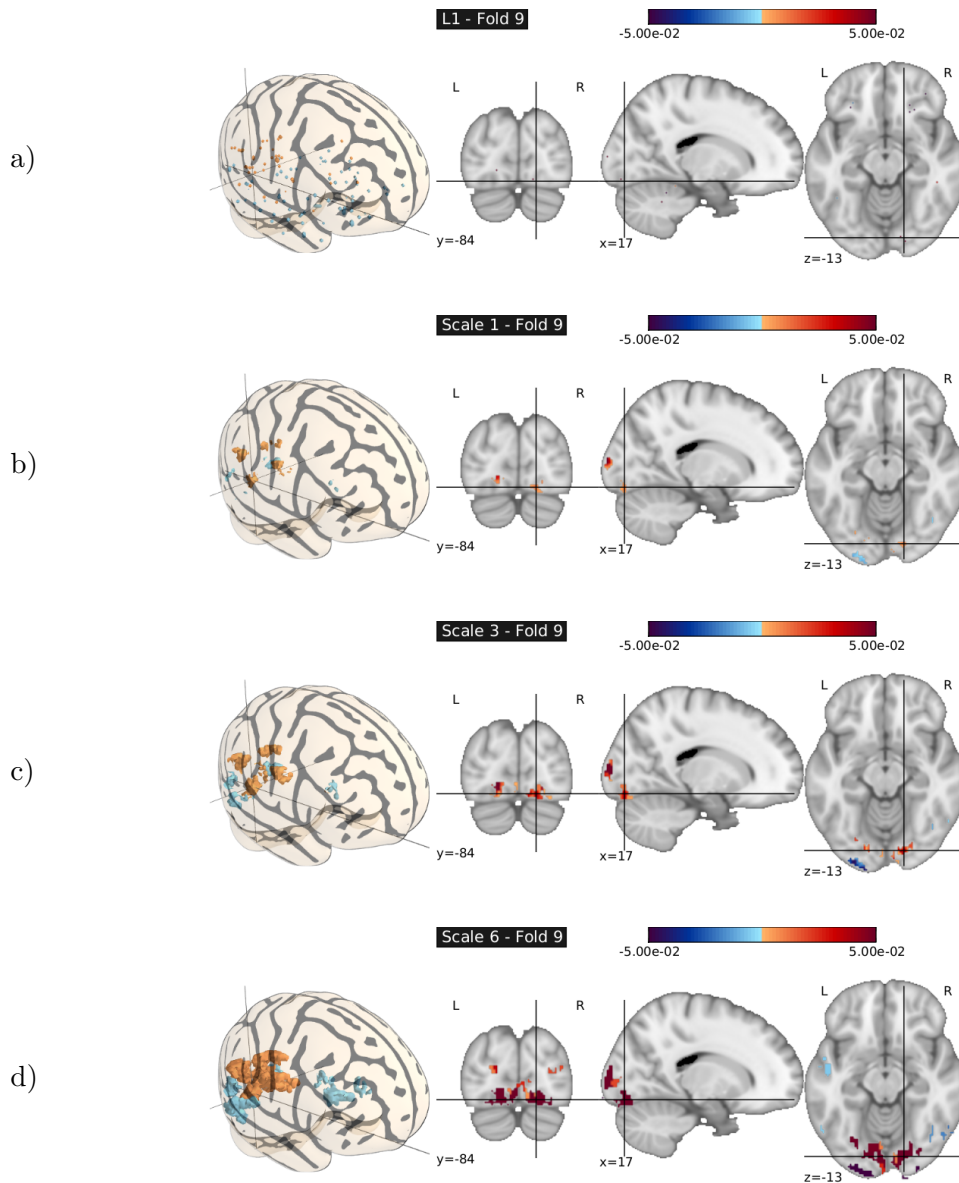 L1 - Fold 9
-5.00e-02 5.00e-02
L R L R
a)
y=-84 x=17 z=-13
Scale 1 - Fold 9
-5.00e-02 5.00e-02
L R L R
b)
y=-84 x=17 z=-13
Scale 3 - Fold 9
-5.00e-02 5.00e-02
L R L R
c)
y=-84 x=17 z=-13
Scale 6 - Fold 9
-5.00e-02 5.00e-02
L R L R
d)
y=-84 x=17 z=-13